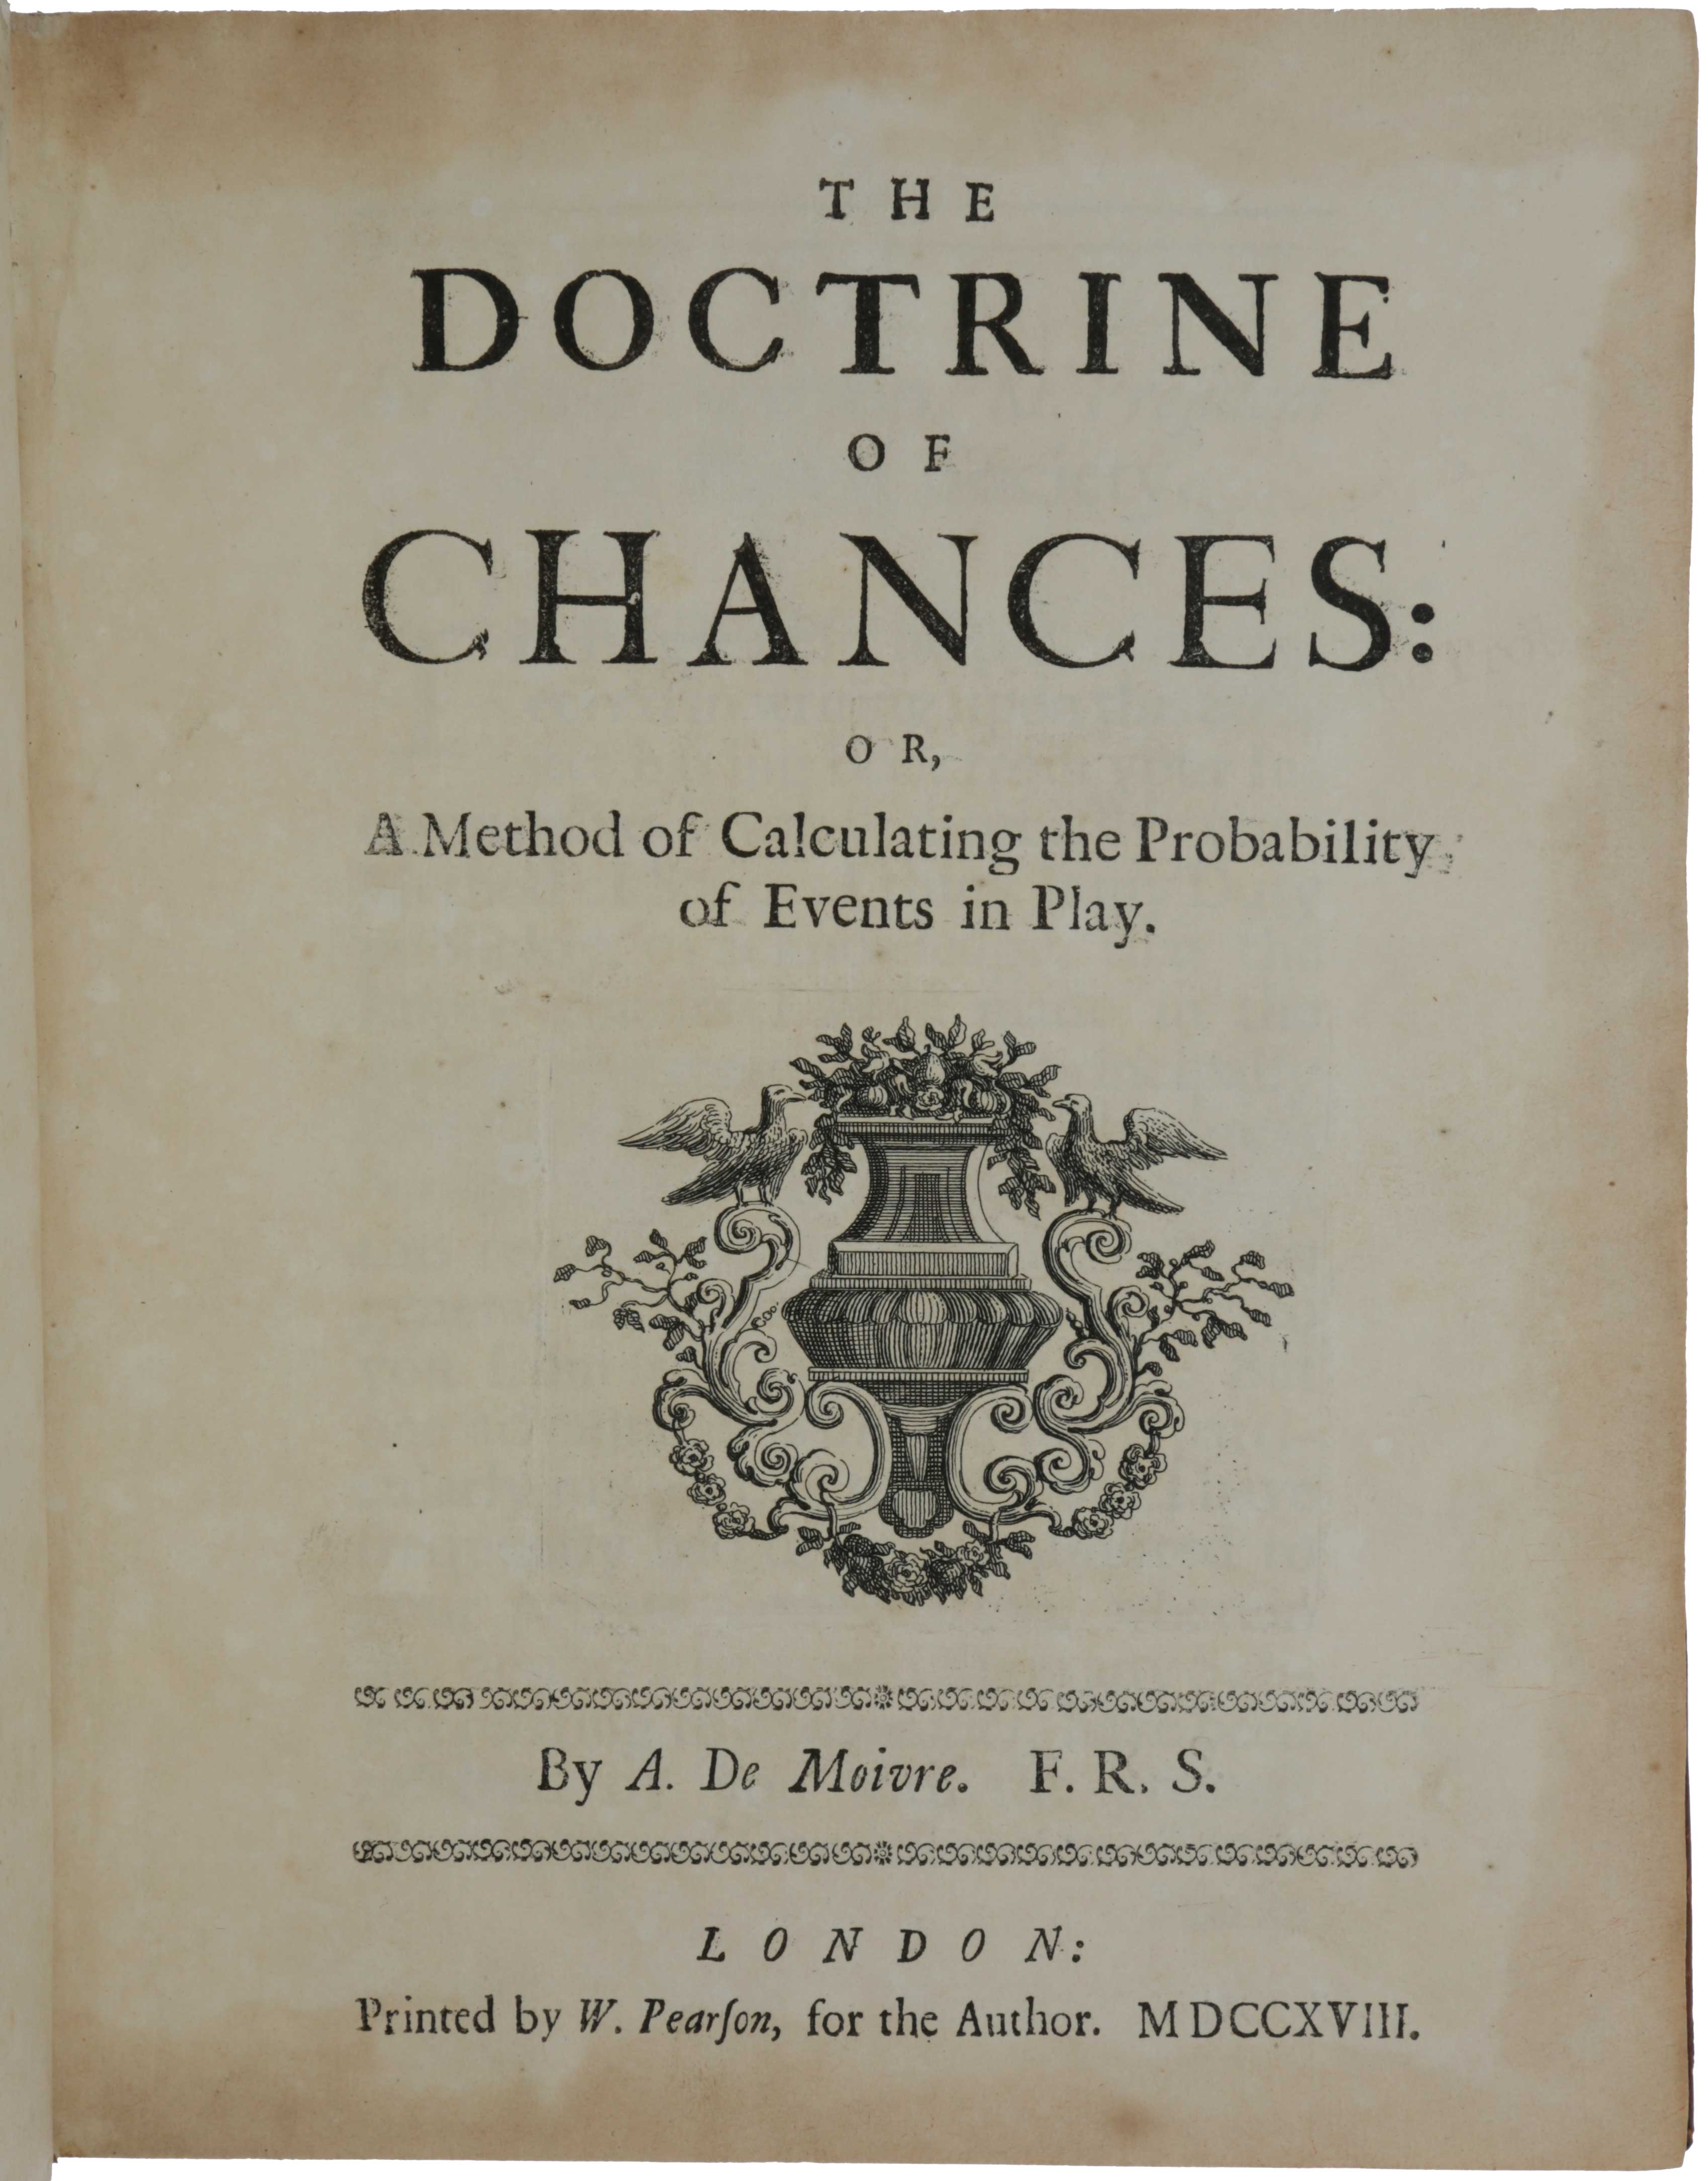 THE
DOCTRINE
OF
CHANCES:
OR,
A Method of Calculating the Probability
of Events in Play.
By A. De Moivre. F. R. S.
LONDON:
Printed by W. Pearſon, for the Author. MDCCXVIII.